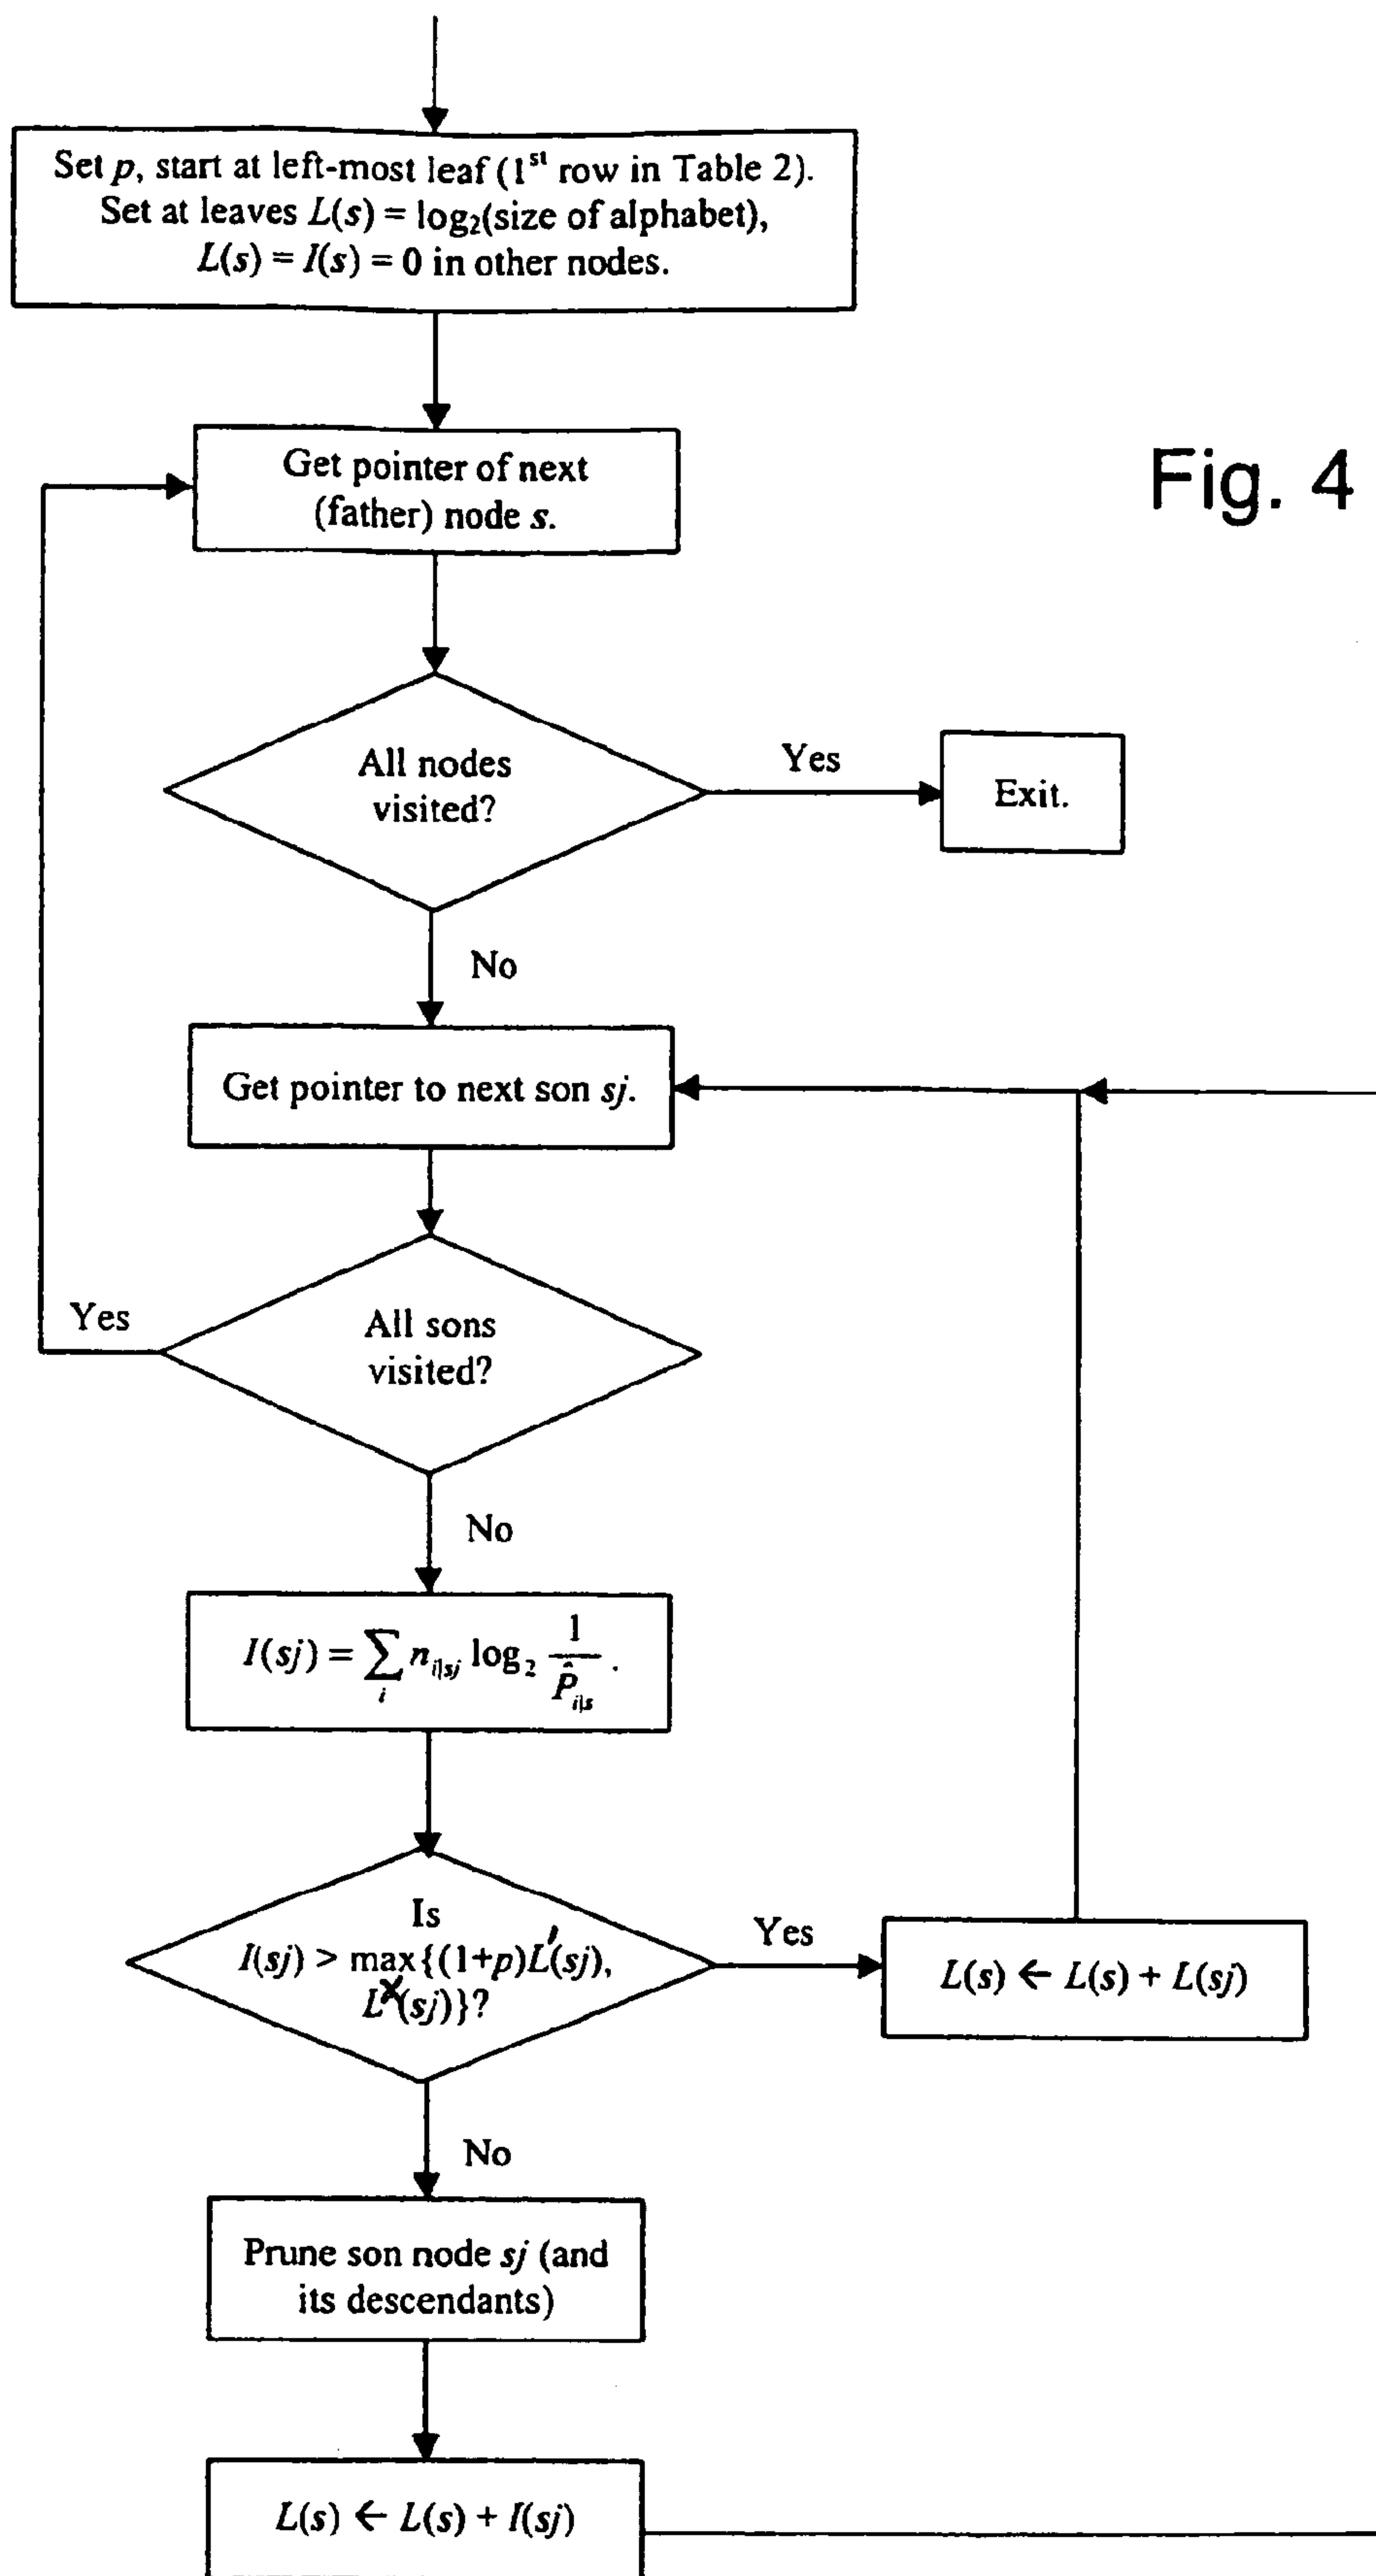 Set p, start at left-most leaf (1st row in Table 2).
Set at leaves L(s) = log2(size of alphabet),
L(s) = I(s) = 0 in other nodes.
Get pointer of next
(father) node s.
Fig. 4
All nodes
visited?
Yes
Exit.
No
Get pointer to next son sj.
All sons
visited?
Yes
No
I(sj) = ∑i ni|sj log2 1/P̂i|s .
Is
I(sj) > max{(1+p)L'(sj),
L(sj)}?
Yes
L(s) ← L(s) + L(sj)
No
Prune son node sj (and
its descendants)
L(s) ← L(s) + I(sj)